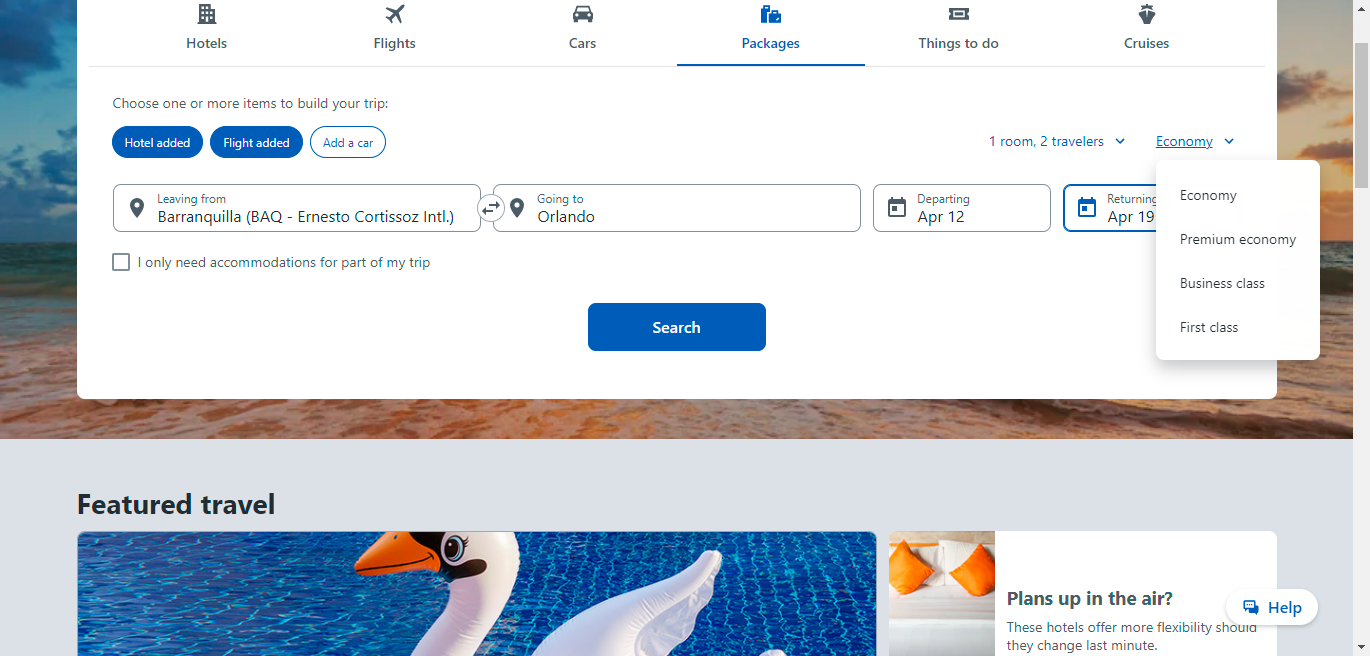 Hotels
Flights
Cars
Packages
Things to do
Cruises
Choose one or more items to build your trip:
Hotel added
Flight added
Add a car
1 room, 2 travelers
Economy
Leaving from
Barranquilla (BAQ - Ernesto Cortissoz Intl.)
Going to
Orlando
Departing
Apr 12
Returning
Apr 19
Economy
Premium economy
Business class
First class
I only need accommodations for part of my trip
Search
Featured travel
Plans up in the air?
These hotels offer more flexibility should
they change last minute.
Help